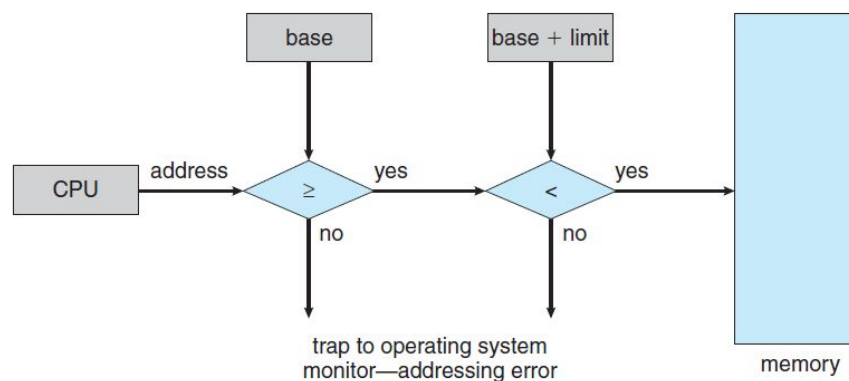 base
base + limit
CPU
address
≥
yes
<
yes
no
no
trap to operating system
monitor—addressing error
memory